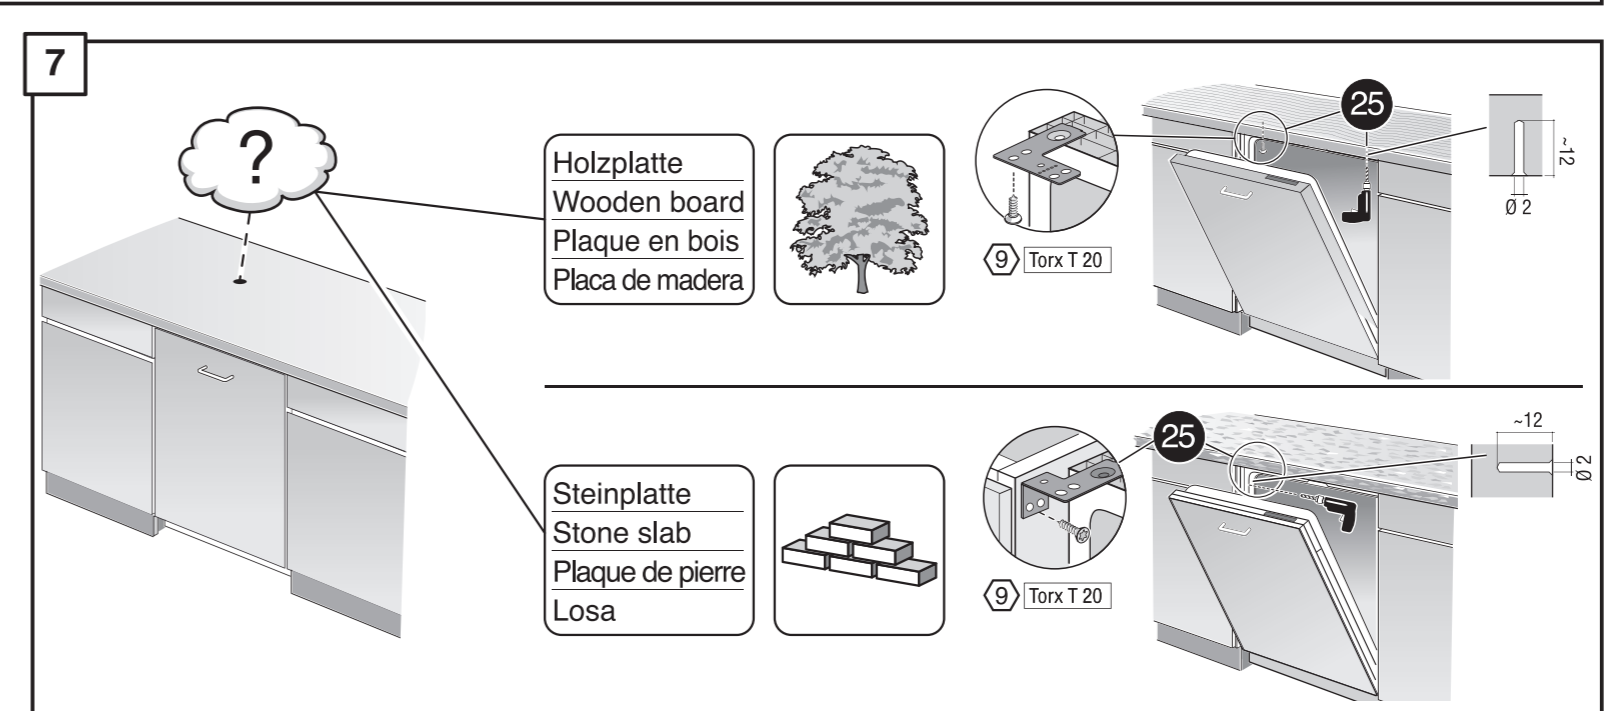 7
?
Holzplatte
Wooden board
Plaque en bois
Placa de madera
9 Torx T 20
25
~12
Ø 2
Steinplatte
Stone slab
Plaque de pierre
Losa
9 Torx T 20
25
~12
Ø 2